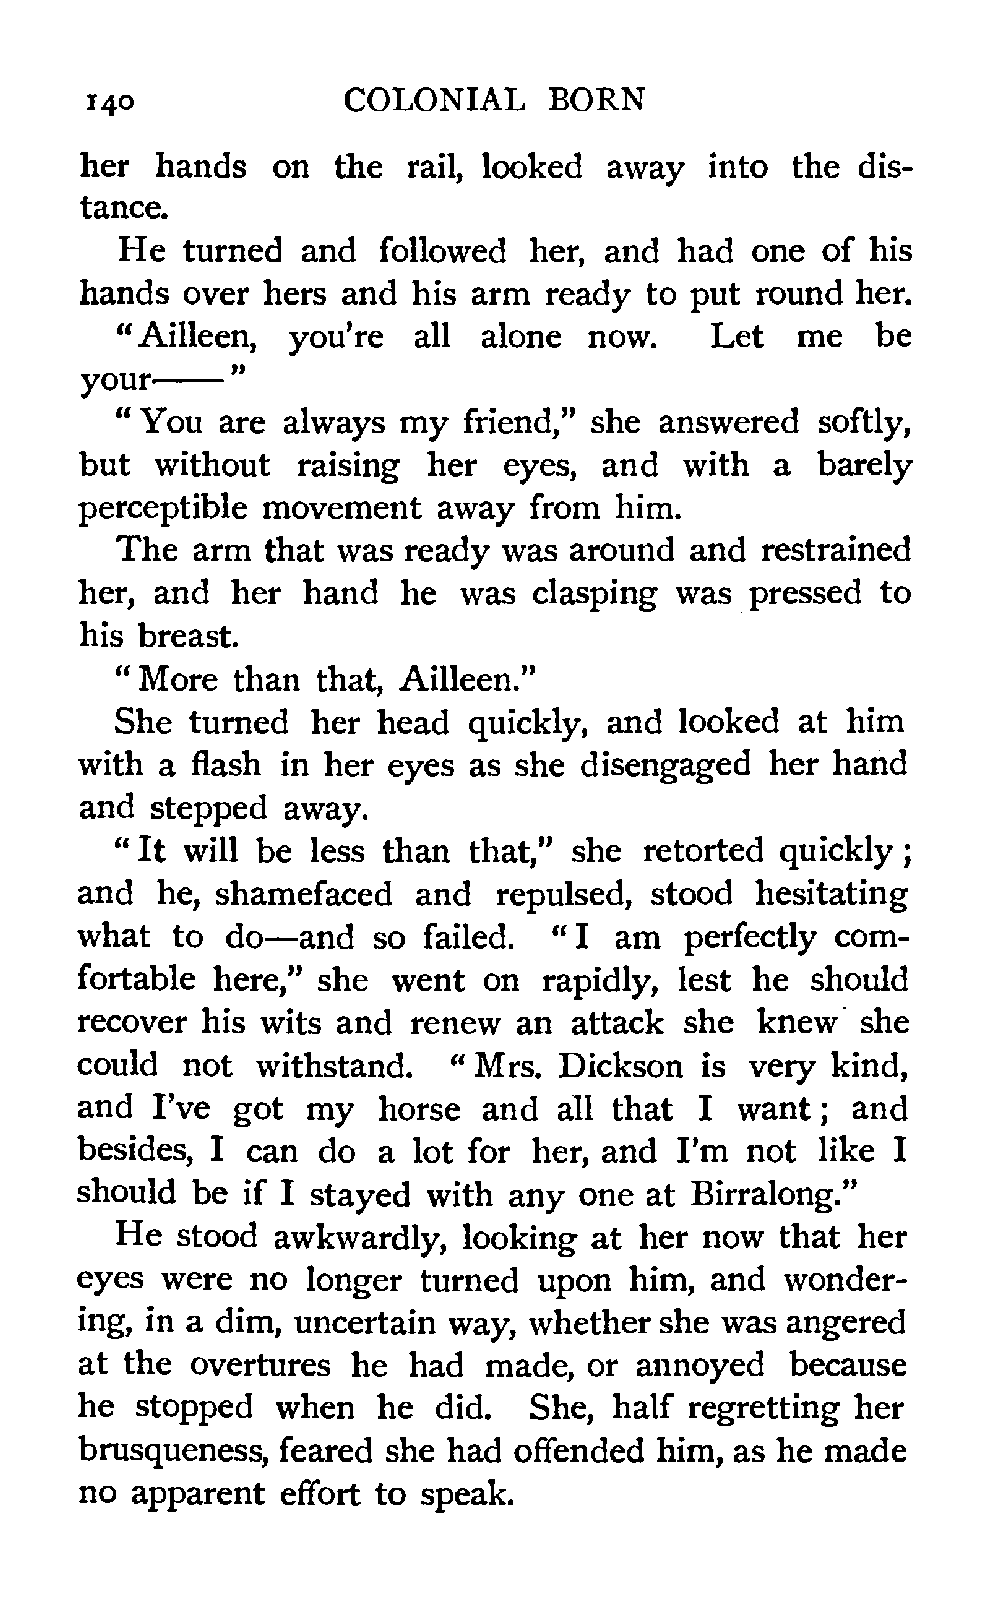 140 COLONIAL BORN
her hands on the rail, looked away into the dis-
tance.
He turned and followed her, and had one of his
hands over hers and his arm ready to put round her.
“Ailleen, you're all alone now. Let me be
your——”
“You are always my friend,” she answered softly,
but without raising her eyes, and with a barely
perceptible movement away from him.
The arm that was ready was around and restrained
her, and her hand he was clasping was pressed to
his breast.
“More than that, Ailleen.”
She turned her head quickly, and looked at him
with a flash in her eyes as she disengaged her hand
and stepped away.
“It will be less than that,” she retorted quickly;
and he, shamefaced and repulsed, stood hesitating
what to do—and so failed. “I am perfectly com-
fortable here,” she went on rapidly, lest he should
recover his wits and renew an attack she knew she
could not withstand. “Mrs. Dickson is very kind,
and I've got my horse and all that I want; and
besides, I can do a lot for her, and I'm not like I
should be if I stayed with any one at Birralong.”
He stood awkwardly, looking at her now that her
eyes were no longer turned upon him, and wonder-
ing, in a dim, uncertain way, whether she was angered
at the overtures he had made, or annoyed because
he stopped when he did. She, half regretting her
brusqueness, feared she had offended him, as he made
no apparent effort to speak.